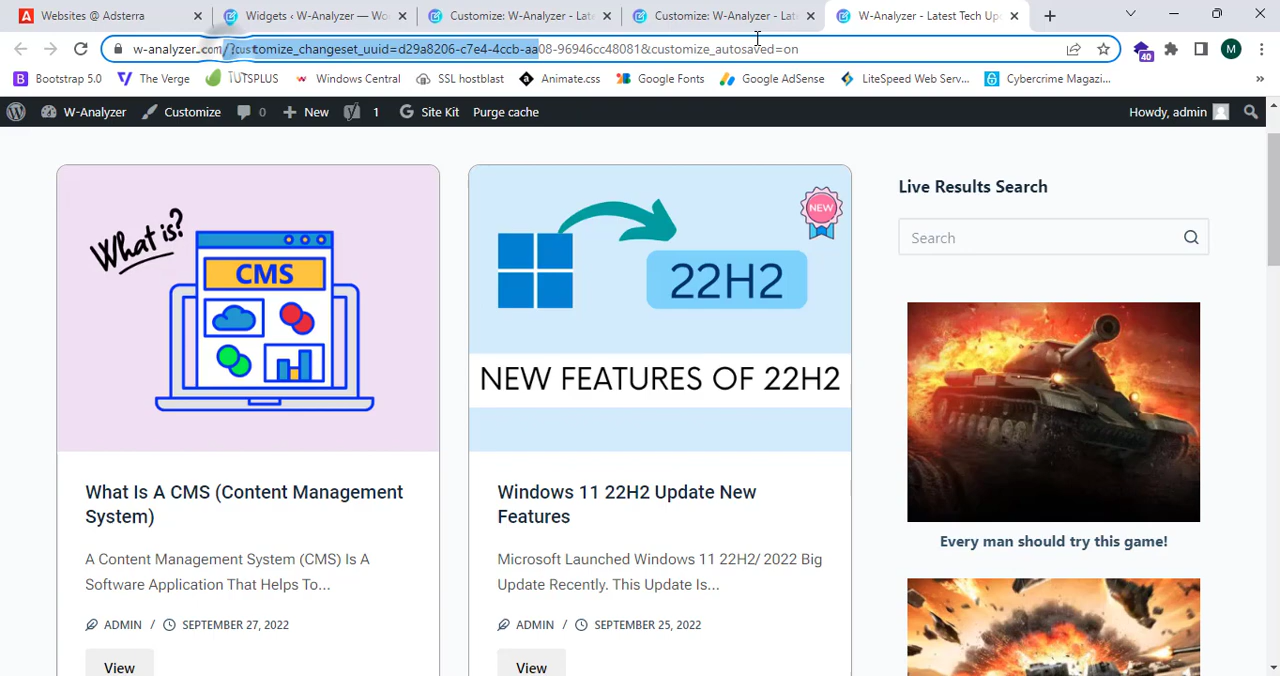 Websites @ Adsterra
Widgets ‹ W-Analyzer — Wo
Customize: W-Analyzer - Late
Customize: W-Analyzer - Late
W-Analyzer - Latest Tech Upd
w-analyzer.com/?customize_changeset_uuid=d29a8206-c7e4-4ccb-aa08-96946cc48081&customize_autosaved=on
40
M
Bootstrap 5.0
The Verge
TUTSPLUS
Windows Central
SSL hostblast
Animate.css
Google Fonts
Google AdSense
LiteSpeed Web Serv...
Cybercrime Magazi...
»
W-Analyzer
Customize
0
New
1
Site Kit
Purge cache
Howdy, admin
What is?
CMS
NEW
22H2
NEW FEATURES OF 22H2
Live Results Search
Search
What Is A CMS (Content Management
System)
Windows 11 22H2 Update New
Features
Every man should try this game!
A Content Management System (CMS) Is A
Software Application That Helps To...
Microsoft Launched Windows 11 22H2/ 2022 Big
Update Recently. This Update Is...
ADMIN / SEPTEMBER 27, 2022
ADMIN / SEPTEMBER 25, 2022
View
View